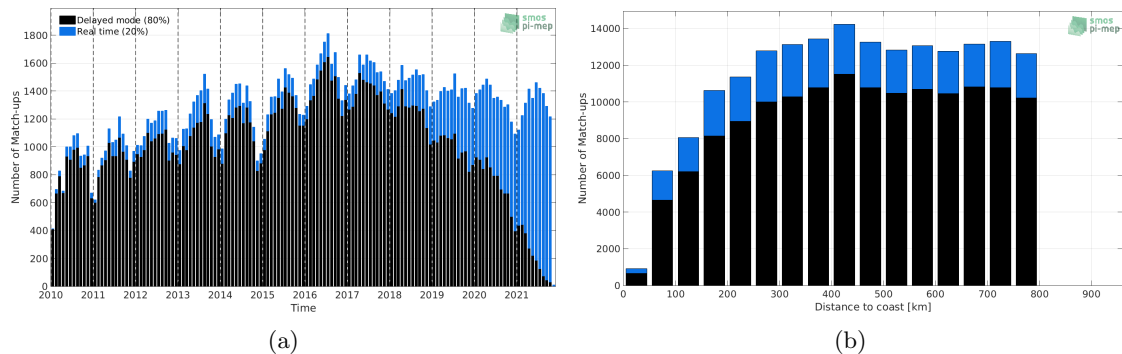 Delayed mode (80%)
Real time (20%)
smos
pi-mep
Number of Match-ups
1800
1600
1400
1200
1000
800
600
400
200
0
2010 2011 2012 2013 2014 2015 2016 2017 2018 2019 2020 2021
Time
(a)
smos
pi-mep
Number of Match-ups
14000
12000
10000
8000
6000
4000
2000
0
0 100 200 300 400 500 600 700 800 900
Distance to coast [km]
(b)